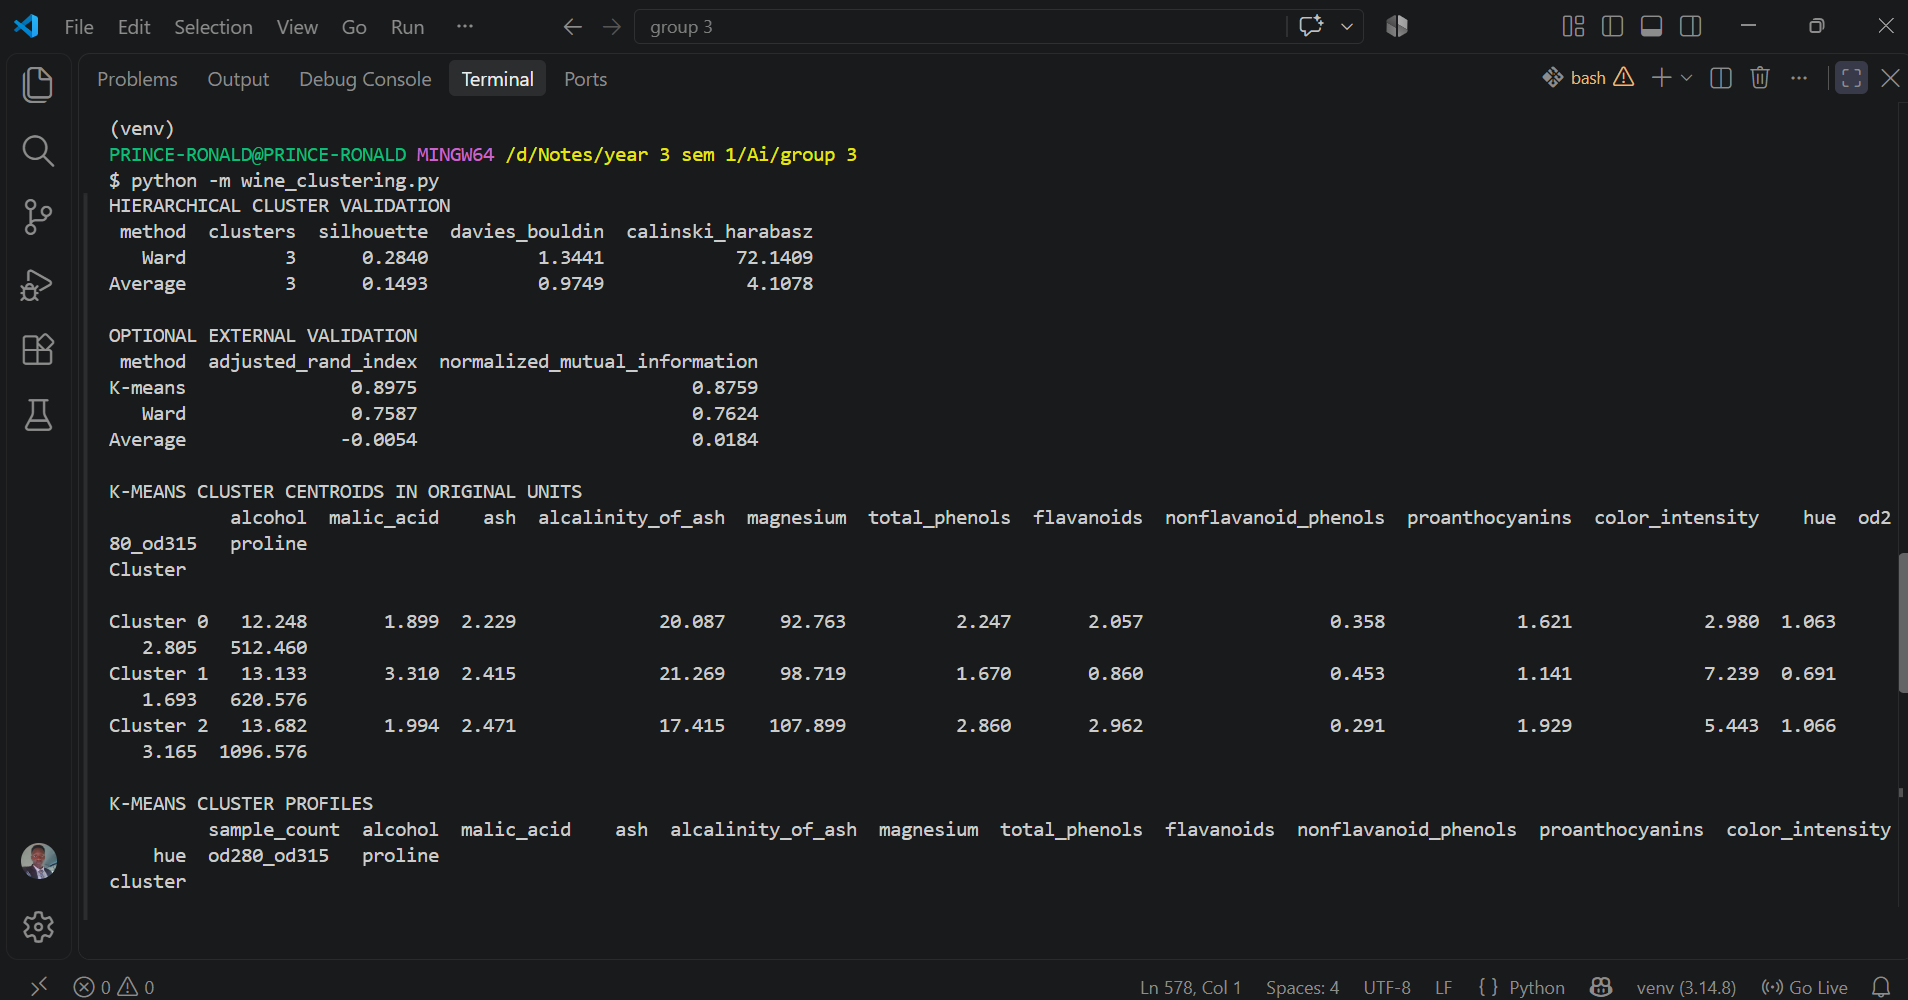 File Edit Selection View Go Run ··· group 3
Problems Output Debug Console Terminal Ports bash
(venv)
PRINCE-RONALD@PRINCE-RONALD MINGW64 /d/Notes/year 3 sem 1/Ai/group 3
$ python -m wine_clustering.py
HIERARCHICAL CLUSTER VALIDATION
method clusters silhouette davies_bouldin calinski_harabasz
Ward 3 0.2840 1.3441 72.1409
Average 3 0.1493 0.9749 4.1078
OPTIONAL EXTERNAL VALIDATION
method adjusted_rand_index normalized_mutual_information
K-means 0.8975 0.8759
Ward 0.7587 0.7624
Average -0.0054 0.0184
K-MEANS CLUSTER CENTROIDS IN ORIGINAL UNITS
alcohol malic_acid ash alcalinity_of_ash magnesium total_phenols flavanoids nonflavanoid_phenols proanthocyanins color_intensity hue od2
80_od315 proline
Cluster
Cluster 0 12.248 1.899 2.229 20.087 92.763 2.247 2.057 0.358 1.621 2.980 1.063
2.805 512.460
Cluster 1 13.133 3.310 2.415 21.269 98.719 1.670 0.860 0.453 1.141 7.239 0.691
1.693 620.576
Cluster 2 13.682 1.994 2.471 17.415 107.899 2.860 2.962 0.291 1.929 5.443 1.066
3.165 1096.576
K-MEANS CLUSTER PROFILES
sample_count alcohol malic_acid ash alcalinity_of_ash magnesium total_phenols flavanoids nonflavanoid_phenols proanthocyanins color_intensity
hue od280_od315 proline
cluster
0 0 Ln 578, Col 1 Spaces: 4 UTF-8 LF { } Python venv (3.14.8) Go Live